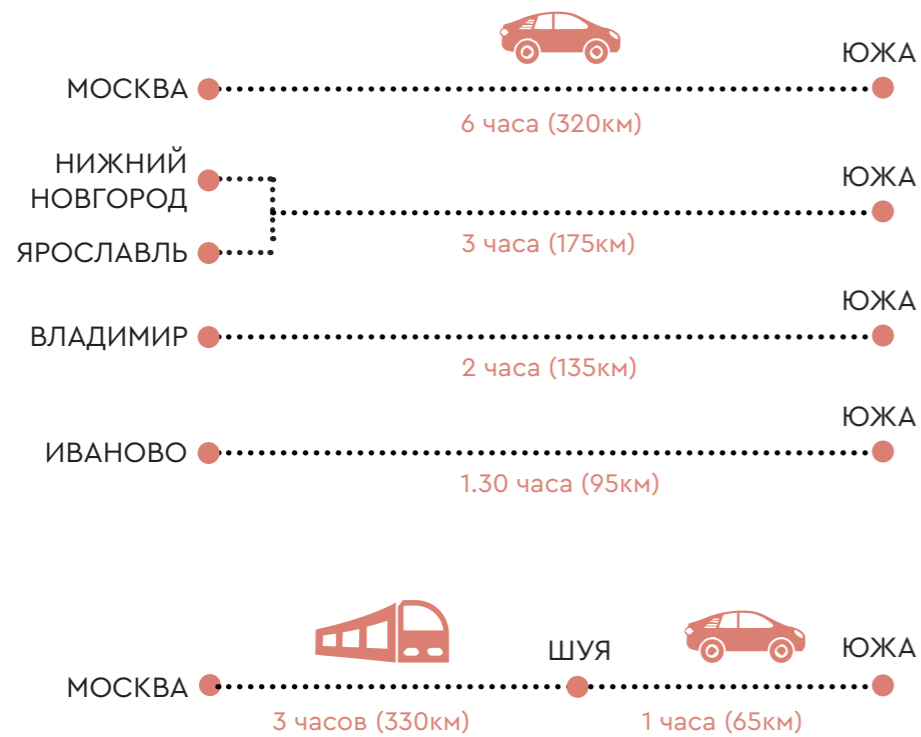 ЮЖА
МОСКВА
6 часа (320км)
НИЖНИЙ
НОВГОРОД
ЮЖА
ЯРОСЛАВЛЬ
3 часа (175км)
ЮЖА
ВЛАДИМИР
2 часа (135км)
ЮЖА
ИВАНОВО
1.30 часа (95км)
ШУЯ
ЮЖА
МОСКВА
3 часов (330км)
1 часа (65км)